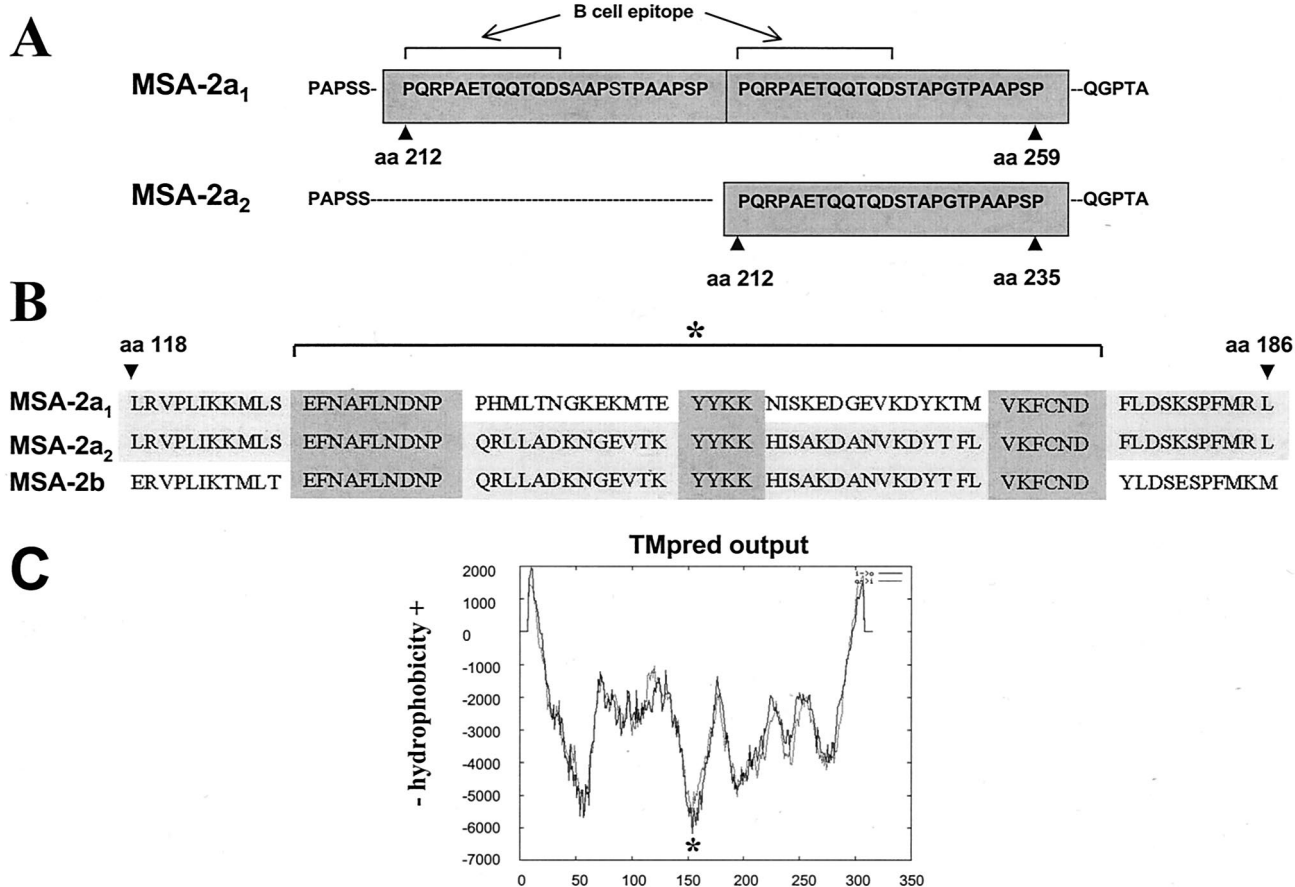 A
B cell epitope
MSA-2a1 PAPSS- PQRPAETQQTQDSAAPSTPAAPSP PQRPAETQQTQDSTAPGTPAAPSP --QGPTA
aa 212 aa 259
MSA-2a2 PAPSS------------------------------------------------ PQRPAETQQTQDSTAPGTPAAPSP --QGPTA
aa 212 aa 235
B
*
aa 118 aa 186
MSA-2a1 LRVPLIKKMLS EFNAFLNDNP PHMLTNGKEKMTE YYKK NISKEDGEVKDYKTM VKFCND FLDSKSPFMR L
MSA-2a2 LRVPLIKKMLS EFNAFLNDNP QRLLADKNGEVTK YYKK HISAKDANVKDYT FL VKFCND FLDSKSPFMR L
MSA-2b ERVPLIKTMLT EFNAFLNDNP QRLLADKNGEVTK YYKK HISAKDANVKDYT FL VKFCND YLDSESPFMKM
C
TMpred output
- hydrophobicity +
2000
1000
0
-1000
-2000
-3000
-4000
-5000
-6000
-7000
i->o
o->i
*
0 50 100 150 200 250 300 350